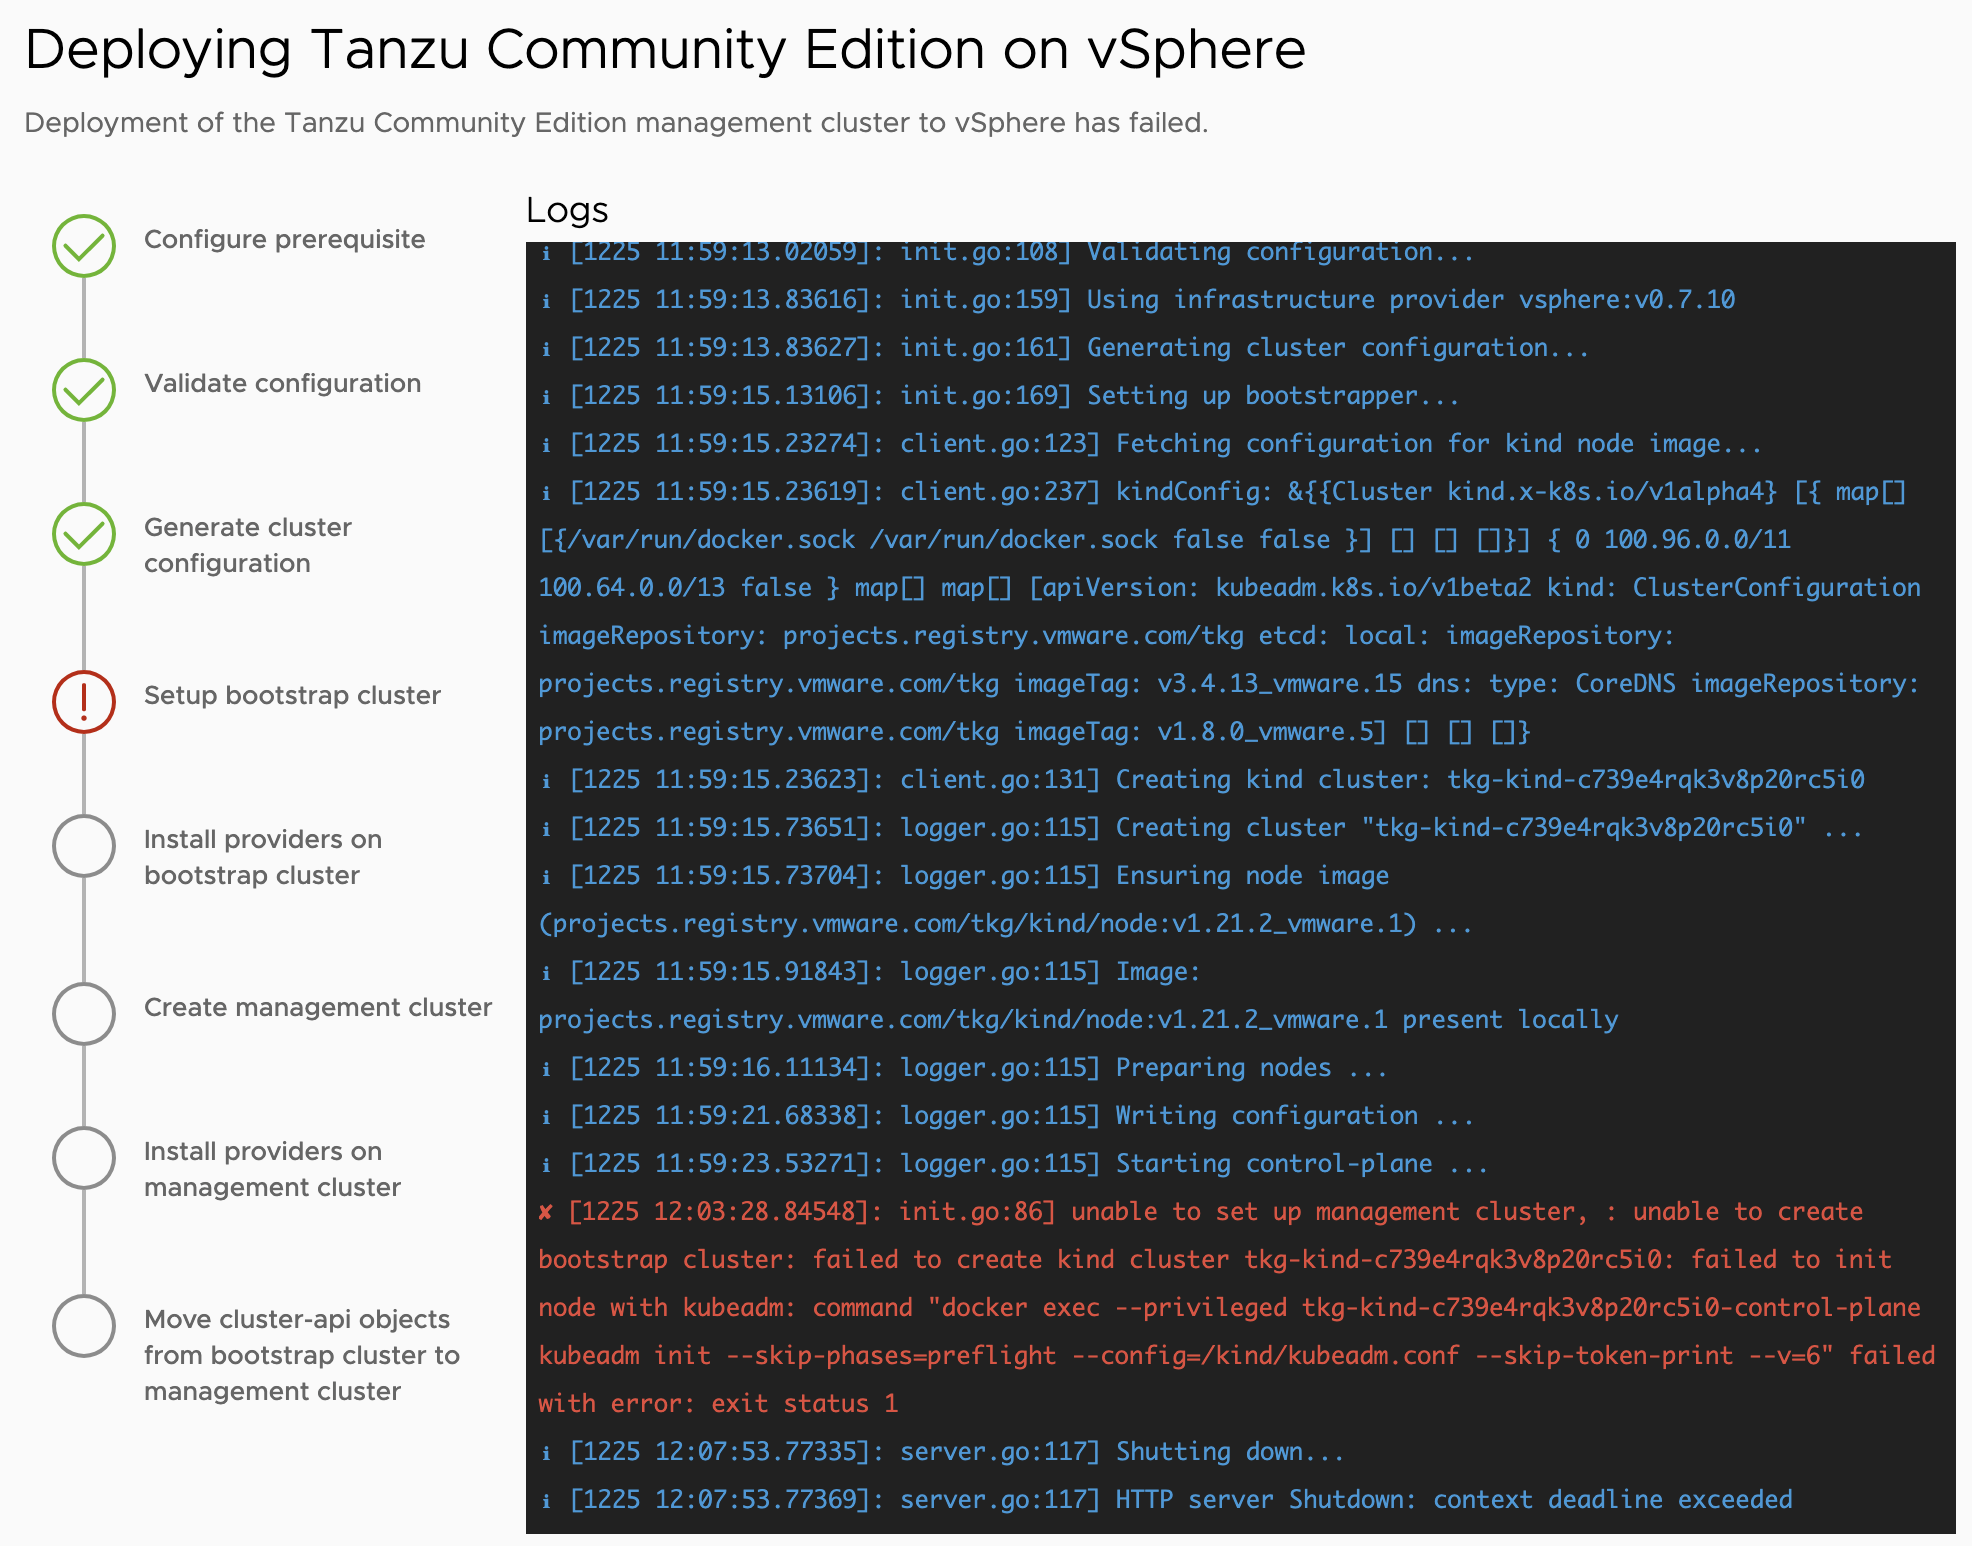 Deploying Tanzu Community Edition on vSphere
Deployment of the Tanzu Community Edition management cluster to vSphere has failed.
Configure prerequisite
Validate configuration
Generate cluster
configuration
Setup bootstrap cluster
Install providers on
bootstrap cluster
Create management cluster
Install providers on
management cluster
Move cluster-api objects
from bootstrap cluster to
management cluster
Logs
ℹ [1225 11:59:13.02059]: init.go:108] Validating configuration...
ℹ [1225 11:59:13.83616]: init.go:159] Using infrastructure provider vsphere:v0.7.10
ℹ [1225 11:59:13.83627]: init.go:161] Generating cluster configuration...
ℹ [1225 11:59:15.13106]: init.go:169] Setting up bootstrapper...
ℹ [1225 11:59:15.23274]: client.go:123] Fetching configuration for kind node image...
ℹ [1225 11:59:15.23619]: client.go:237] kindConfig: &{{Cluster kind.x-k8s.io/v1alpha4} [{ map[]
[{/var/run/docker.sock /var/run/docker.sock false false }] [] [] []}] { 0 100.96.0.0/11
100.64.0.0/13 false } map[] map[] [apiVersion: kubeadm.k8s.io/v1beta2 kind: ClusterConfiguration
imageRepository: projects.registry.vmware.com/tkg etcd: local: imageRepository:
projects.registry.vmware.com/tkg imageTag: v3.4.13_vmware.15 dns: type: CoreDNS imageRepository:
projects.registry.vmware.com/tkg imageTag: v1.8.0_vmware.5] [] [] []}
ℹ [1225 11:59:15.23623]: client.go:131] Creating kind cluster: tkg-kind-c739e4rqk3v8p20rc5i0
ℹ [1225 11:59:15.73651]: logger.go:115] Creating cluster "tkg-kind-c739e4rqk3v8p20rc5i0" ...
ℹ [1225 11:59:15.73704]: logger.go:115] Ensuring node image
(projects.registry.vmware.com/tkg/kind/node:v1.21.2_vmware.1) ...
ℹ [1225 11:59:15.91843]: logger.go:115] Image:
projects.registry.vmware.com/tkg/kind/node:v1.21.2_vmware.1 present locally
ℹ [1225 11:59:16.11134]: logger.go:115] Preparing nodes ...
ℹ [1225 11:59:21.68338]: logger.go:115] Writing configuration ...
ℹ [1225 11:59:23.53271]: logger.go:115] Starting control-plane ...
✘ [1225 12:03:28.84548]: init.go:86] unable to set up management cluster, : unable to create
bootstrap cluster: failed to create kind cluster tkg-kind-c739e4rqk3v8p20rc5i0: failed to init
node with kubeadm: command "docker exec --privileged tkg-kind-c739e4rqk3v8p20rc5i0-control-plane
kubeadm init --skip-phases=preflight --config=/kind/kubeadm.conf --skip-token-print --v=6" failed
with error: exit status 1
ℹ [1225 12:07:53.77335]: server.go:117] Shutting down...
ℹ [1225 12:07:53.77369]: server.go:117] HTTP server Shutdown: context deadline exceeded